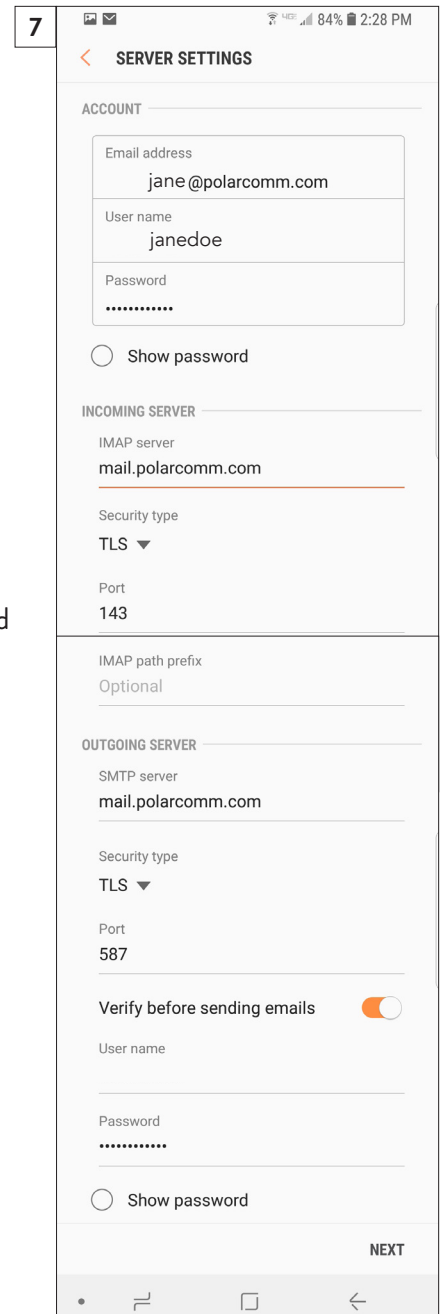 7
84% 2:28 PM
SERVER SETTINGS
ACCOUNT
Email address
jane@polarcomm.com
User name
janedoe
Password
••••••••••••
Show password
INCOMING SERVER
IMAP server
mail.polarcomm.com
Security type
TLS
Port
143
d
IMAP path prefix
Optional
OUTGOING SERVER
SMTP server
mail.polarcomm.com
Security type
TLS
Port
587
Verify before sending emails
User name
Password
••••••••••••
Show password
NEXT